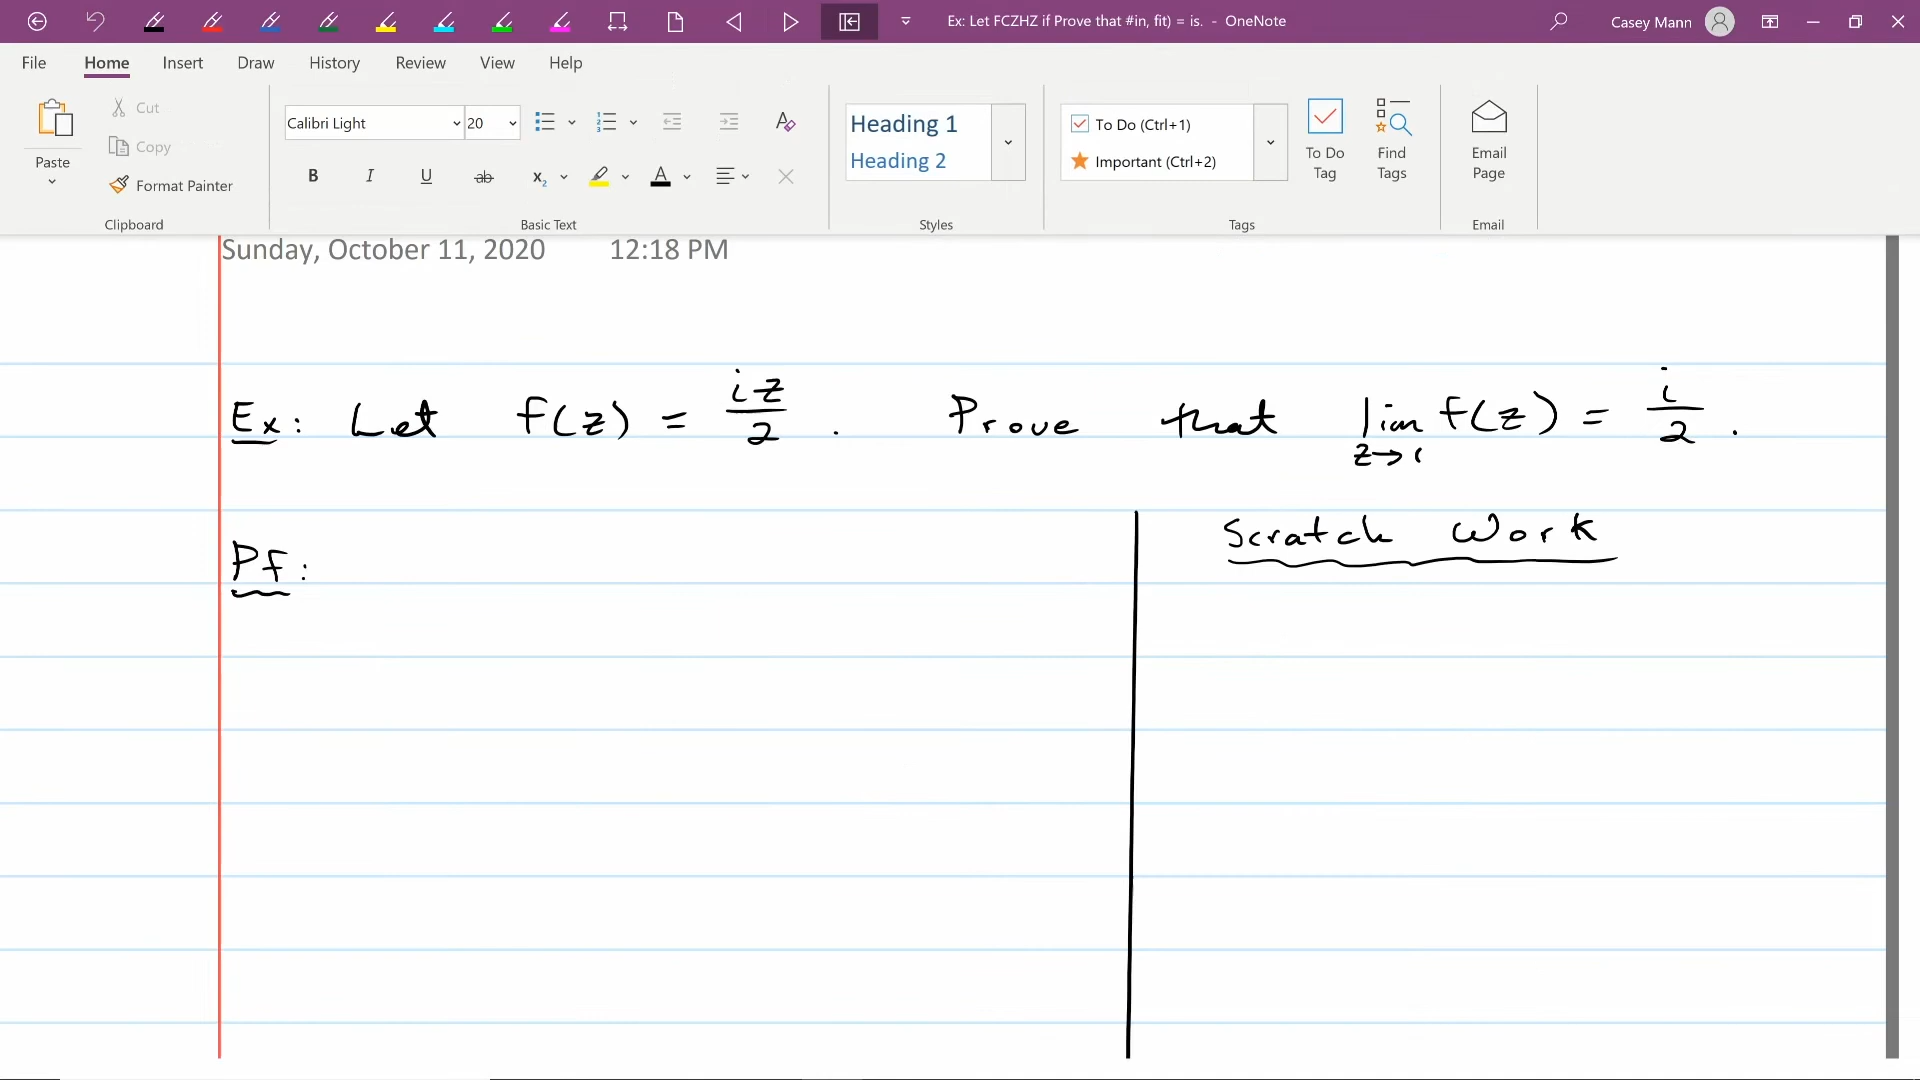 Ex: Let FCZHZ if Prove that #in, fit) = is. - OneNote
Casey Mann
File Home Insert Draw History Review View Help
Paste
Cut
Copy
Format Painter
Clipboard
Calibri Light 20
B I U ab x₂ A
Basic Text
Heading 1
Heading 2
Styles
To Do (Ctrl+1)
Important (Ctrl+2)
Tags
To Do Tag
Find Tags
Email Page
Email
Sunday, October 11, 2020 12:18 PM
Ex: Let f(z) = iz/2 . Prove that lim z→1 f(z) = i/2 .
Pf:
Scratch Work